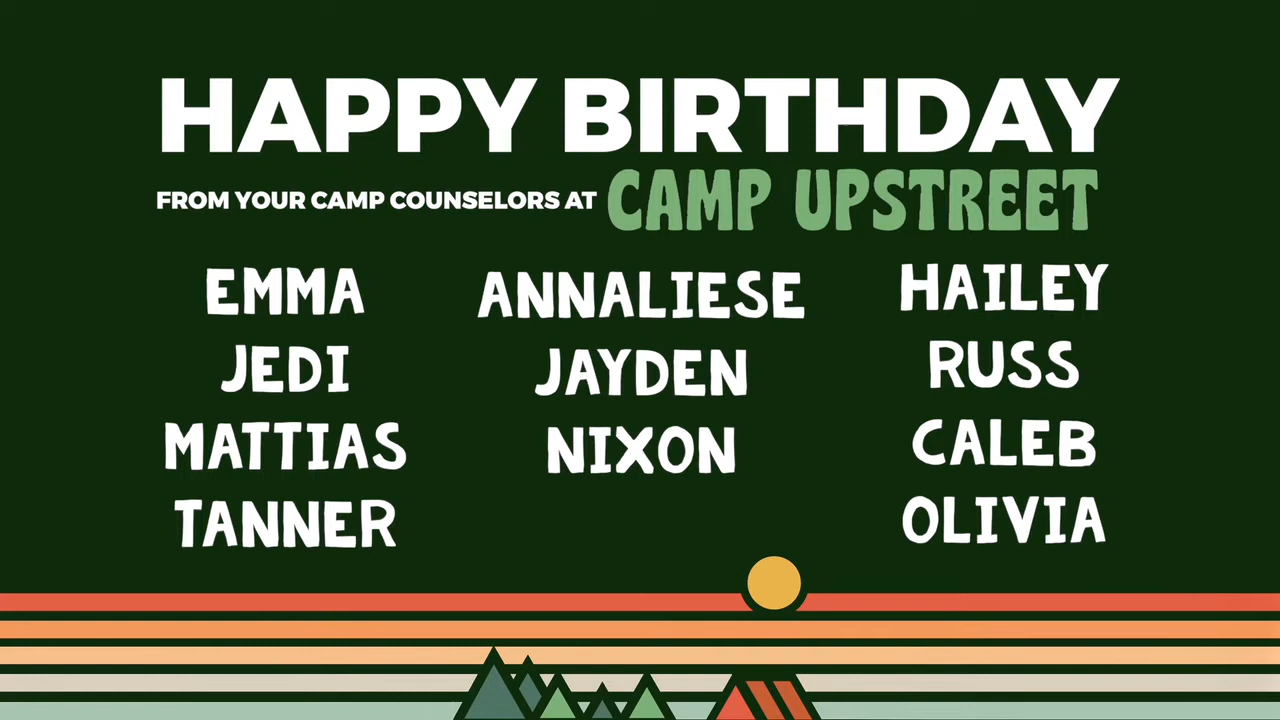 HAPPY BIRTHDAY
FROM YOUR CAMP COUNSELORS AT CAMP UPSTREET
EMMA
JEDI
MATTIAS
TANNER
ANNALIESE
JAYDEN
NIXON
HAILEY
RUSS
CALEB
OLIVIA